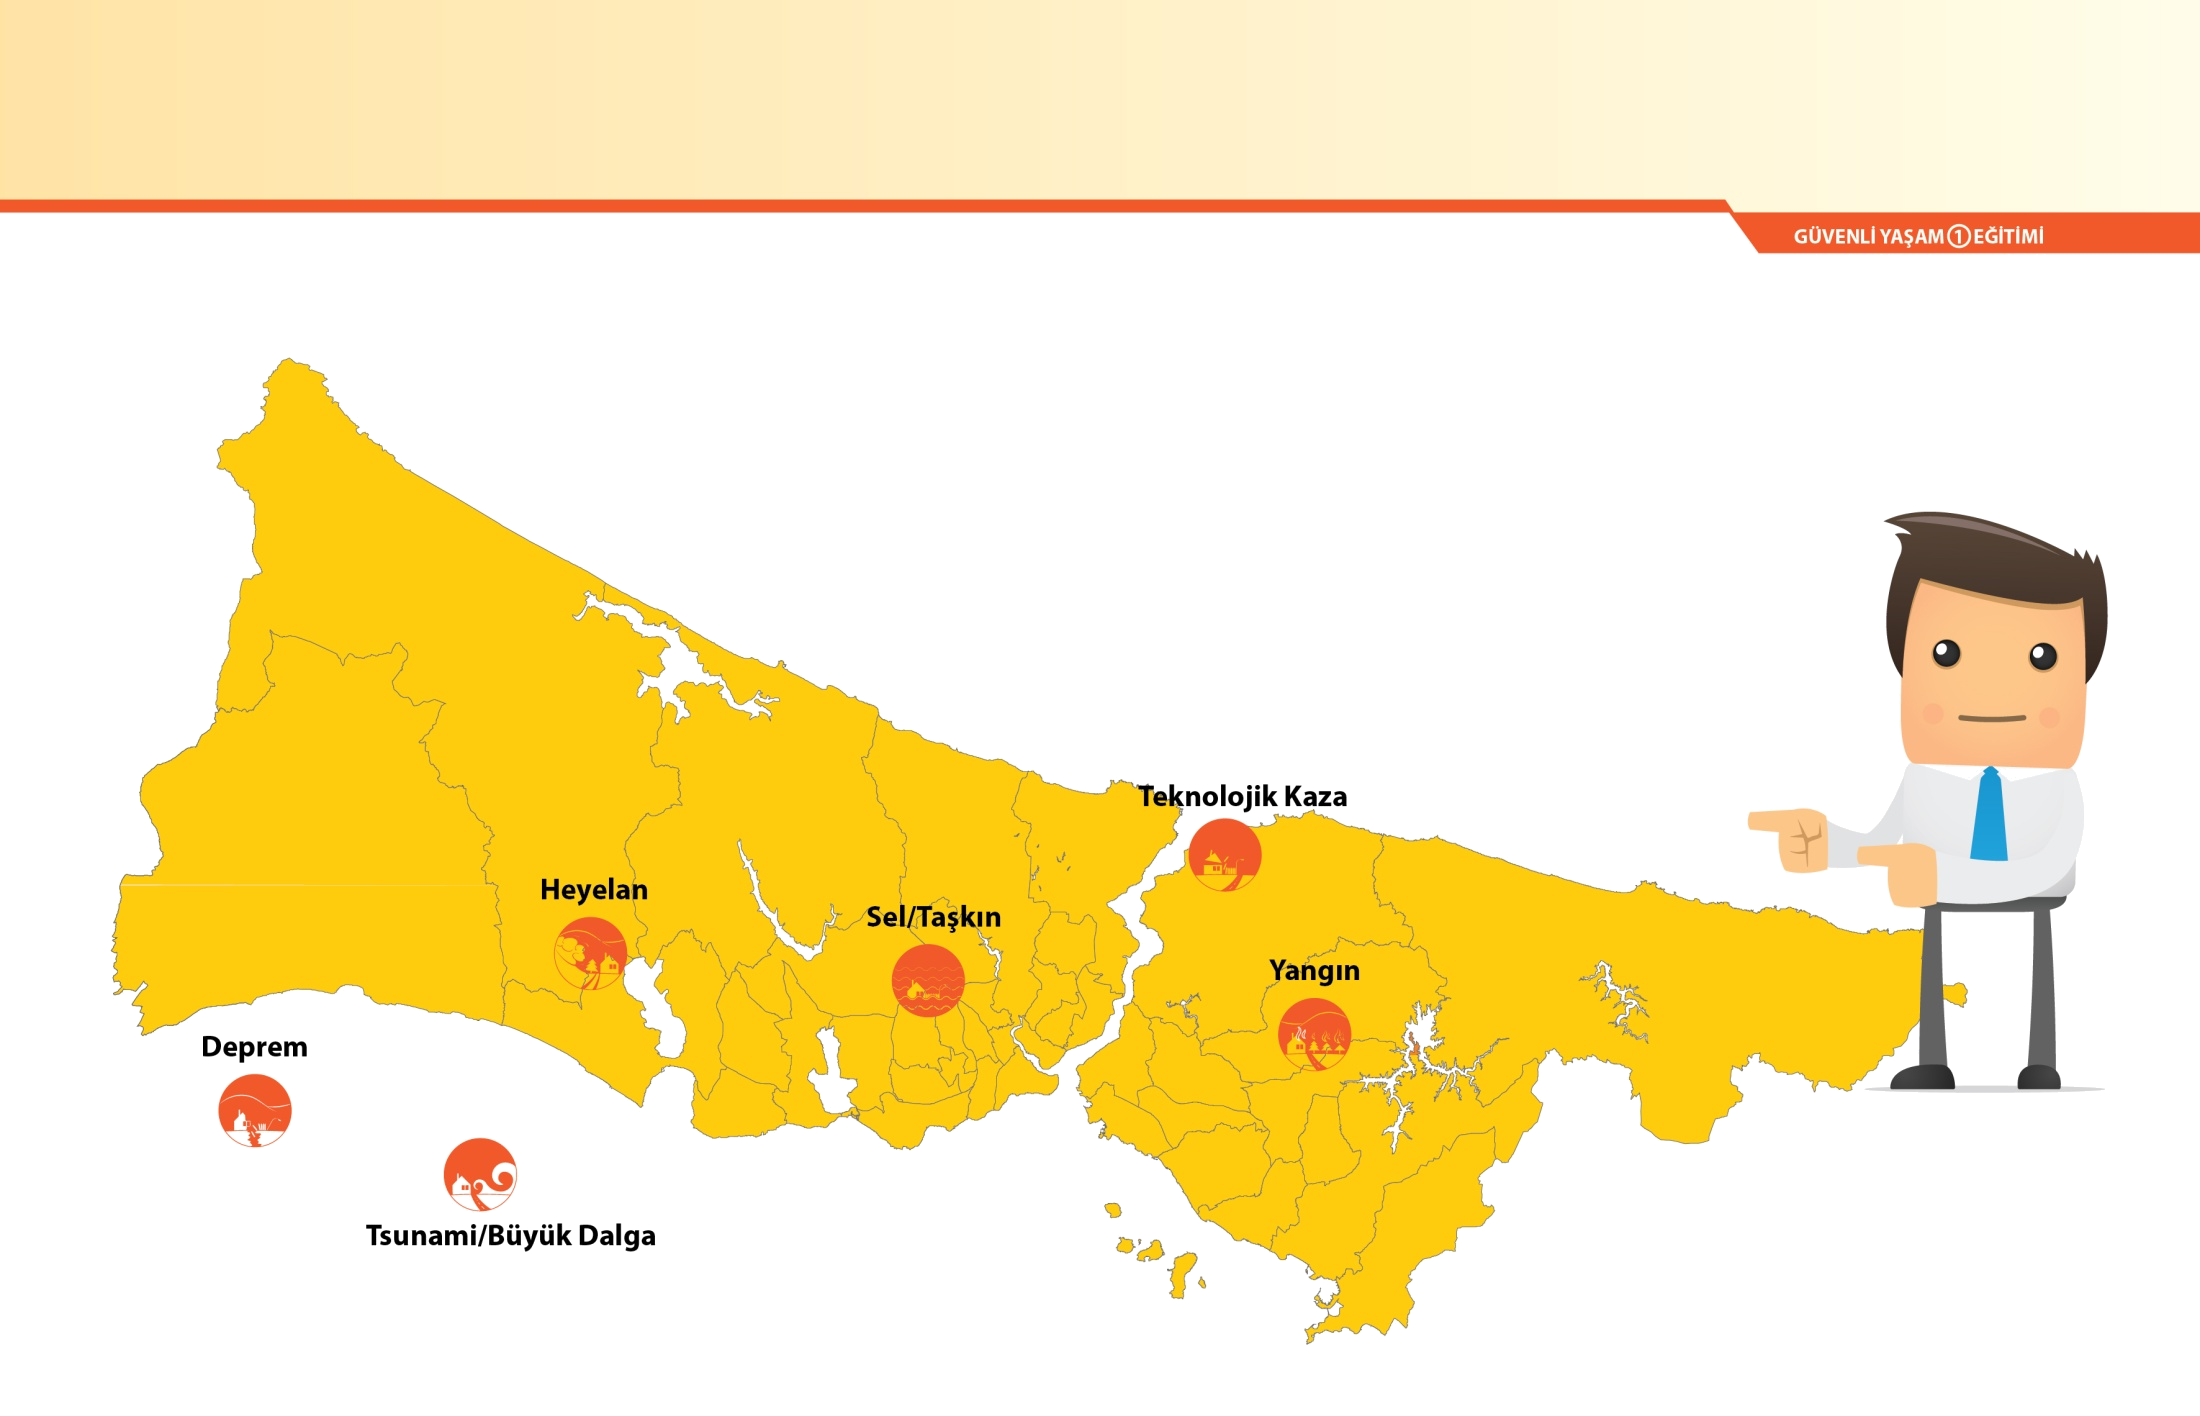 GÜVENLİ YAŞAM 1 EĞİTİMİ
Teknolojik Kaza
Heyelan
Sel/Taşkın
Yangın
Deprem
Tsunami/Büyük Dalga